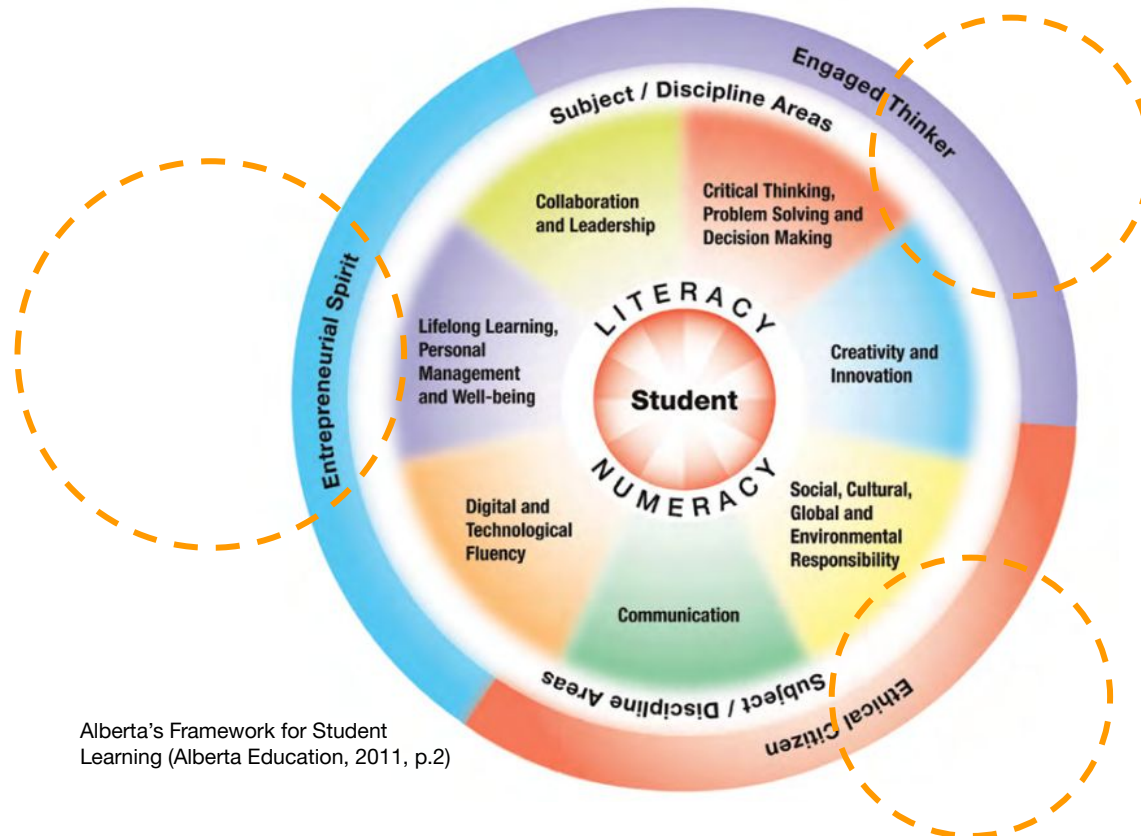 Engaged Thinker
Subject / Discipline Areas
Collaboration
and Leadership
Critical Thinking,
Problem Solving and
Decision Making
Entrepreneurial Spirit
Lifelong Learning,
Personal
Management
and Well-being
LITERACY
Student
NUMERACY
Creativity and
Innovation
Digital and
Technological
Fluency
Social, Cultural,
Global and
Environmental
Responsibility
Communication
Subject / Discipline Areas
Ethical Citizen
Alberta’s Framework for Student
Learning (Alberta Education, 2011, p.2)